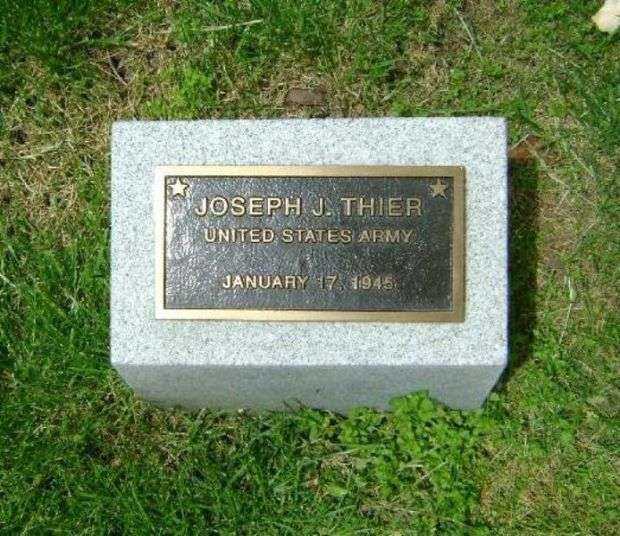 JOSEPH J. THIER
UNITED STATES ARMY
JANUARY 17, 1945